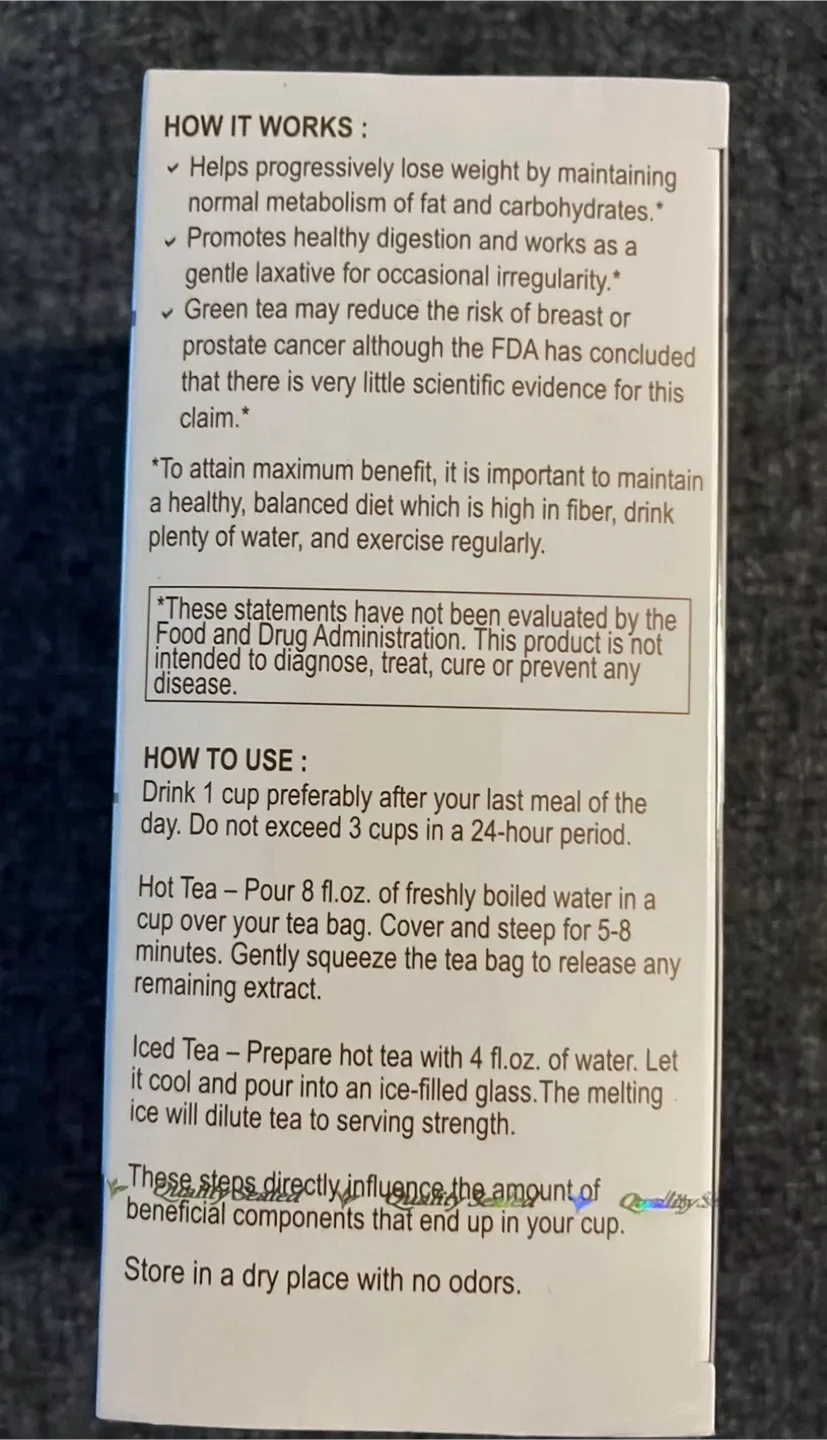 HOW IT WORKS :
✓ Helps progressively lose weight by maintaining
normal metabolism of fat and carbohydrates.*
✓ Promotes healthy digestion and works as a
gentle laxative for occasional irregularity.*
✓ Green tea may reduce the risk of breast or
prostate cancer although the FDA has concluded
that there is very little scientific evidence for this
claim.*
*To attain maximum benefit, it is important to maintain
a healthy, balanced diet which is high in fiber, drink
plenty of water, and exercise regularly.
*These statements have not been evaluated by the
Food and Drug Administration. This product is not
intended to diagnose, treat, cure or prevent any
disease.
HOW TO USE :
Drink 1 cup preferably after your last meal of the
day. Do not exceed 3 cups in a 24-hour period.
Hot Tea – Pour 8 fl.oz. of freshly boiled water in a
cup over your tea bag. Cover and steep for 5-8
minutes. Gently squeeze the tea bag to release any
remaining extract.
Iced Tea – Prepare hot tea with 4 fl.oz. of water. Let
it cool and pour into an ice-filled glass.The melting
ice will dilute tea to serving strength.
These steps directly influence the amount of
Quality Sealed Quality Sealed Quality S
beneficial components that end up in your cup.
Store in a dry place with no odors.